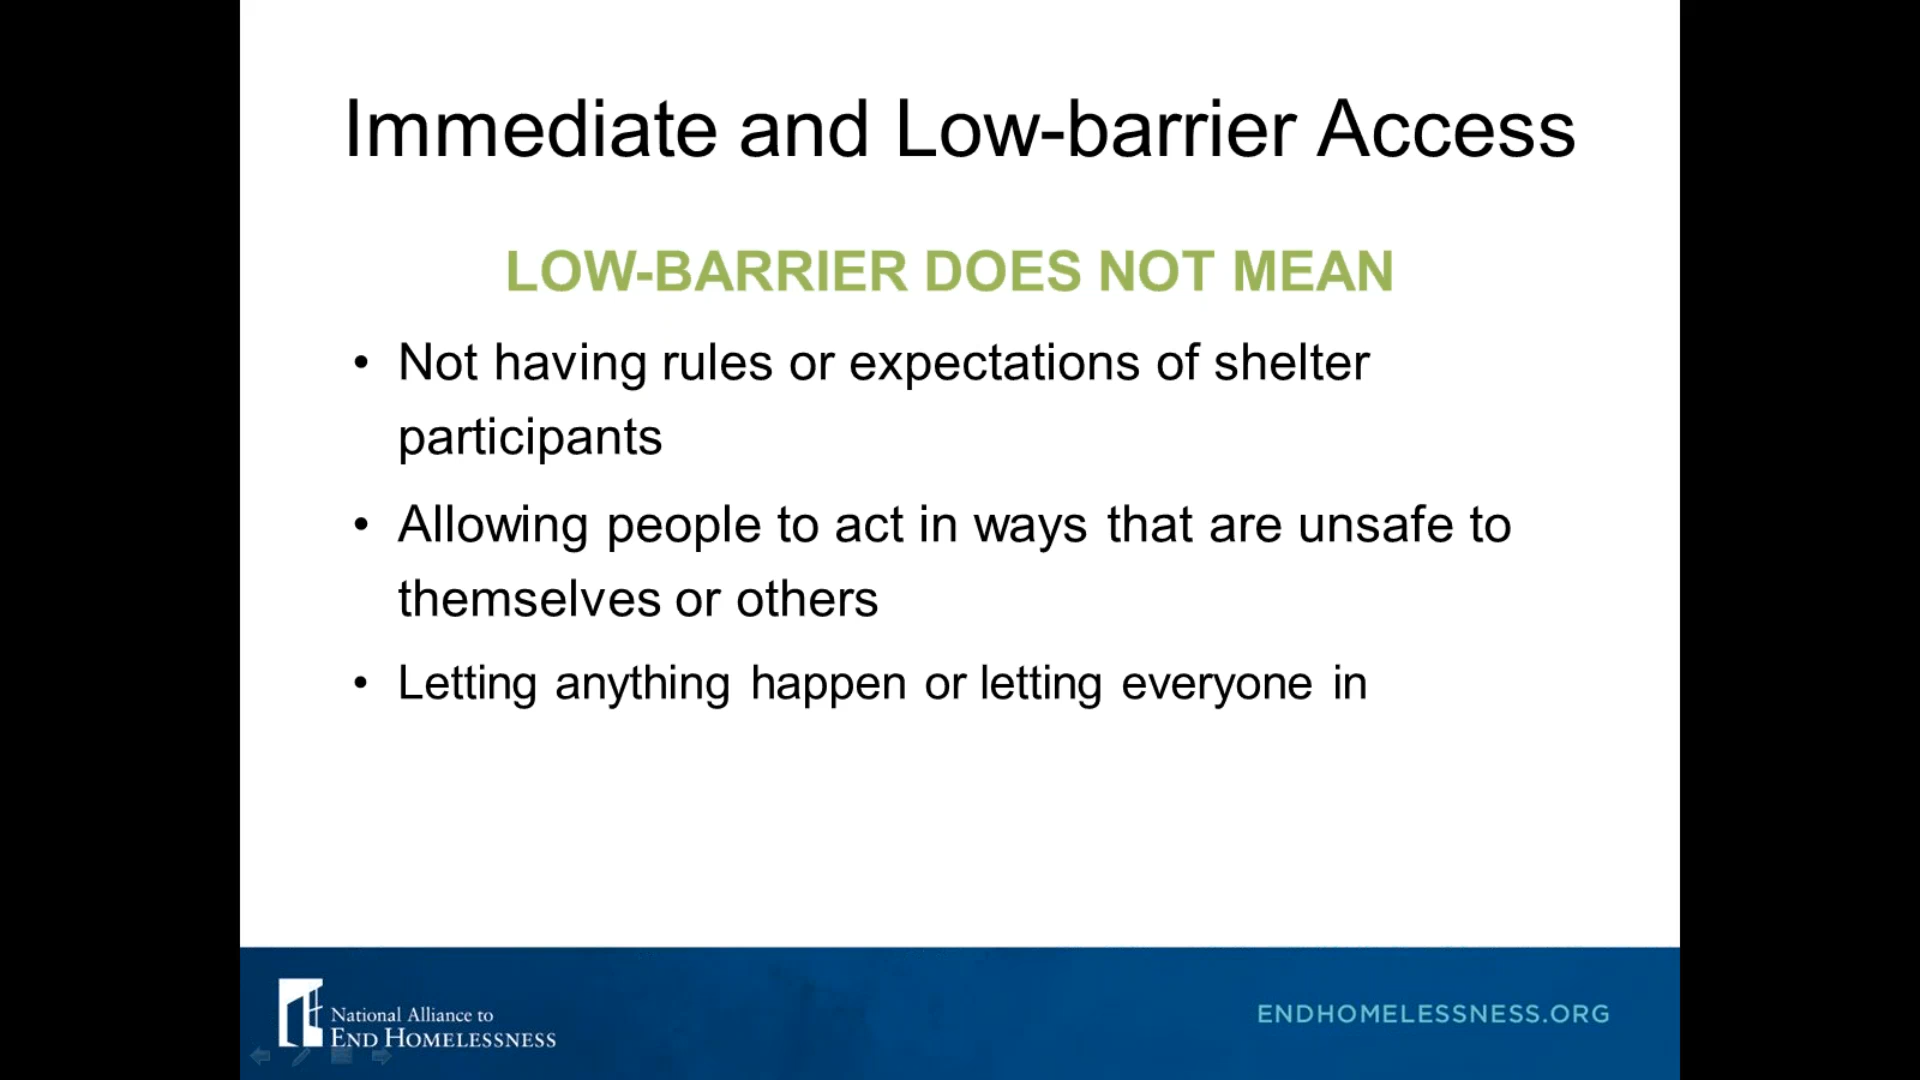 Immediate and Low-barrier Access
LOW-BARRIER DOES NOT MEAN
• Not having rules or expectations of shelter
participants
• Allowing people to act in ways that are unsafe to
themselves or others
• Letting anything happen or letting everyone in
National Alliance to
END HOMELESSNESS
ENDHOMELESSNESS.ORG